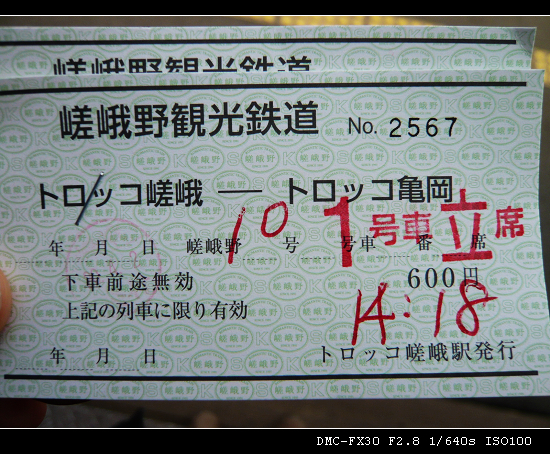 嵯峨野観光鉄道
嵯峨野観光鉄道 No. 2567
トロッコ嵯峨 ― トロッコ亀岡
年 月 日 嵯峨野 10 号 1 号車 番 席
1号車 立席
下車前途無効 600円
上記の列車に限り有効 14:18
年 月 日 トロッコ嵯峨駅発行
DMC-FX30 F2.8 1/640s ISO100